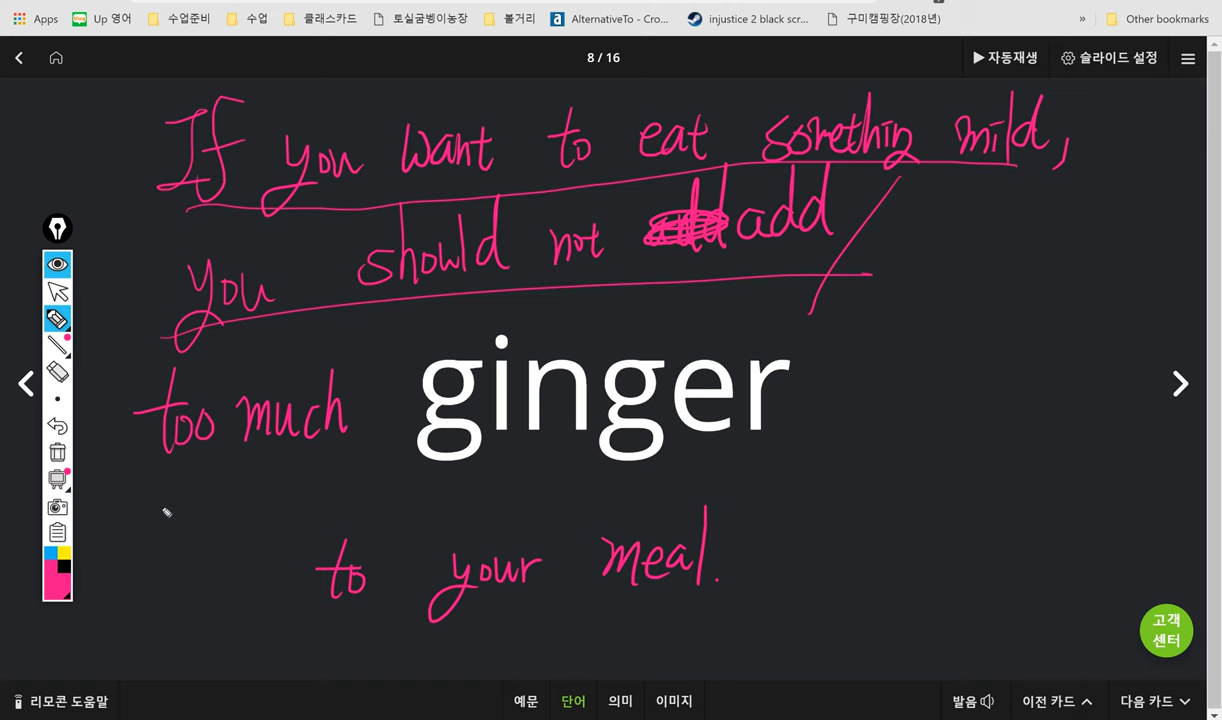 Apps Up 영어 수업준비 수업 클래스카드 토실굼벵이농장 볼거리 AlternativeTo - Cro... injustice 2 black scr... 구미캠핑장(2018년) » Other bookmarks
8 / 16 자동재생 슬라이드 설정
If you want to eat somethin mild,
you should not add
too much ginger
to your meal.
고객
센터
리모콘 도움말 예문 단어 의미 이미지 발음 이전 카드 다음 카드